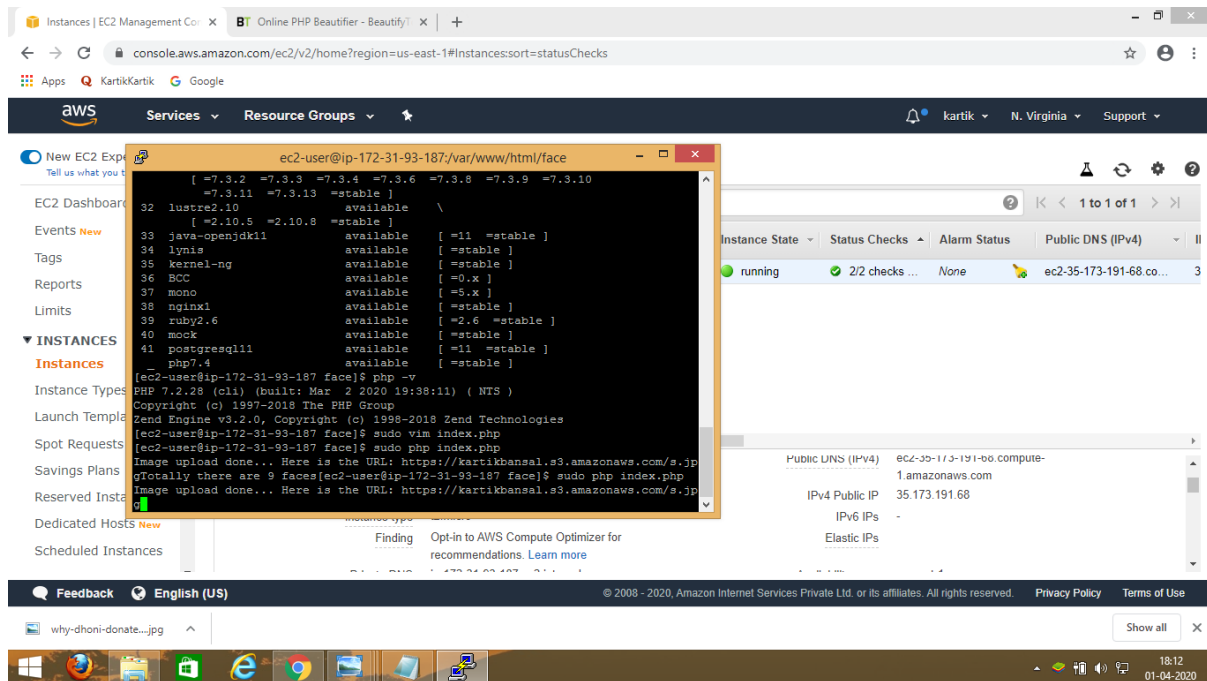 Instances | EC2 Management Con
BT Online PHP Beautifier - BeautifyT
console.aws.amazon.com/ec2/v2/home?region=us-east-1#Instances:sort=statusChecks
Apps KartikKartik Google
aws Services Resource Groups kartik N. Virginia Support
New EC2 Expe
Tell us what you t
EC2 Dashboard
Events New
Tags
Reports
Limits
INSTANCES
Instances
Instance Types
Launch Templa
Spot Requests
Savings Plans
Reserved Insta
Dedicated Hosts New
Scheduled Instances
ec2-user@ip-172-31-93-187:/var/www/html/face
[ =7.3.2 =7.3.3 =7.3.4 =7.3.6 =7.3.8 =7.3.9 =7.3.10
=7.3.11 =7.3.13 =stable ]
32 lustre2.10 available \
[ =2.10.5 =2.10.8 =stable ]
33 java-openjdk11 available [ =11 =stable ]
34 lynis available [ =stable ]
35 kernel-ng available [ =stable ]
36 BCC available [ =0.x ]
37 mono available [ =5.x ]
38 nginx1 available [ =stable ]
39 ruby2.6 available [ =2.6 =stable ]
40 mock available [ =stable ]
41 postgresql11 available [ =11 =stable ]
_ php7.4 available [ =stable ]
[ec2-user@ip-172-31-93-187 face]$ php -v
PHP 7.2.28 (cli) (built: Mar 2 2020 19:38:11) ( NTS )
Copyright (c) 1997-2018 The PHP Group
Zend Engine v3.2.0, Copyright (c) 1998-2018 Zend Technologies
[ec2-user@ip-172-31-93-187 face]$ sudo vim index.php
[ec2-user@ip-172-31-93-187 face]$ sudo php index.php
Image upload done... Here is the URL: https://kartikbansal.s3.amazonaws.com/s.jp
gTotally there are 9 faces[ec2-user@ip-172-31-93-187 face]$ sudo php index.php
Image upload done... Here is the URL: https://kartikbansal.s3.amazonaws.com/s.jp
g
1 to 1 of 1
Instance State Status Checks Alarm Status Public DNS (IPv4)
running 2/2 checks ... None ec2-35-173-191-68.co... 3
Public DNS (IPv4) ec2-35-173-191-68.compute-
1.amazonaws.com
IPv4 Public IP 35.173.191.68
IPv6 IPs -
Finding Opt-in to AWS Compute Optimizer for
recommendations. Learn more
Elastic IPs
Feedback English (US) © 2008 - 2020, Amazon Internet Services Private Ltd. or its affiliates. All rights reserved. Privacy Policy Terms of Use
why-dhoni-donate....jpg Show all
18:12
01-04-2020